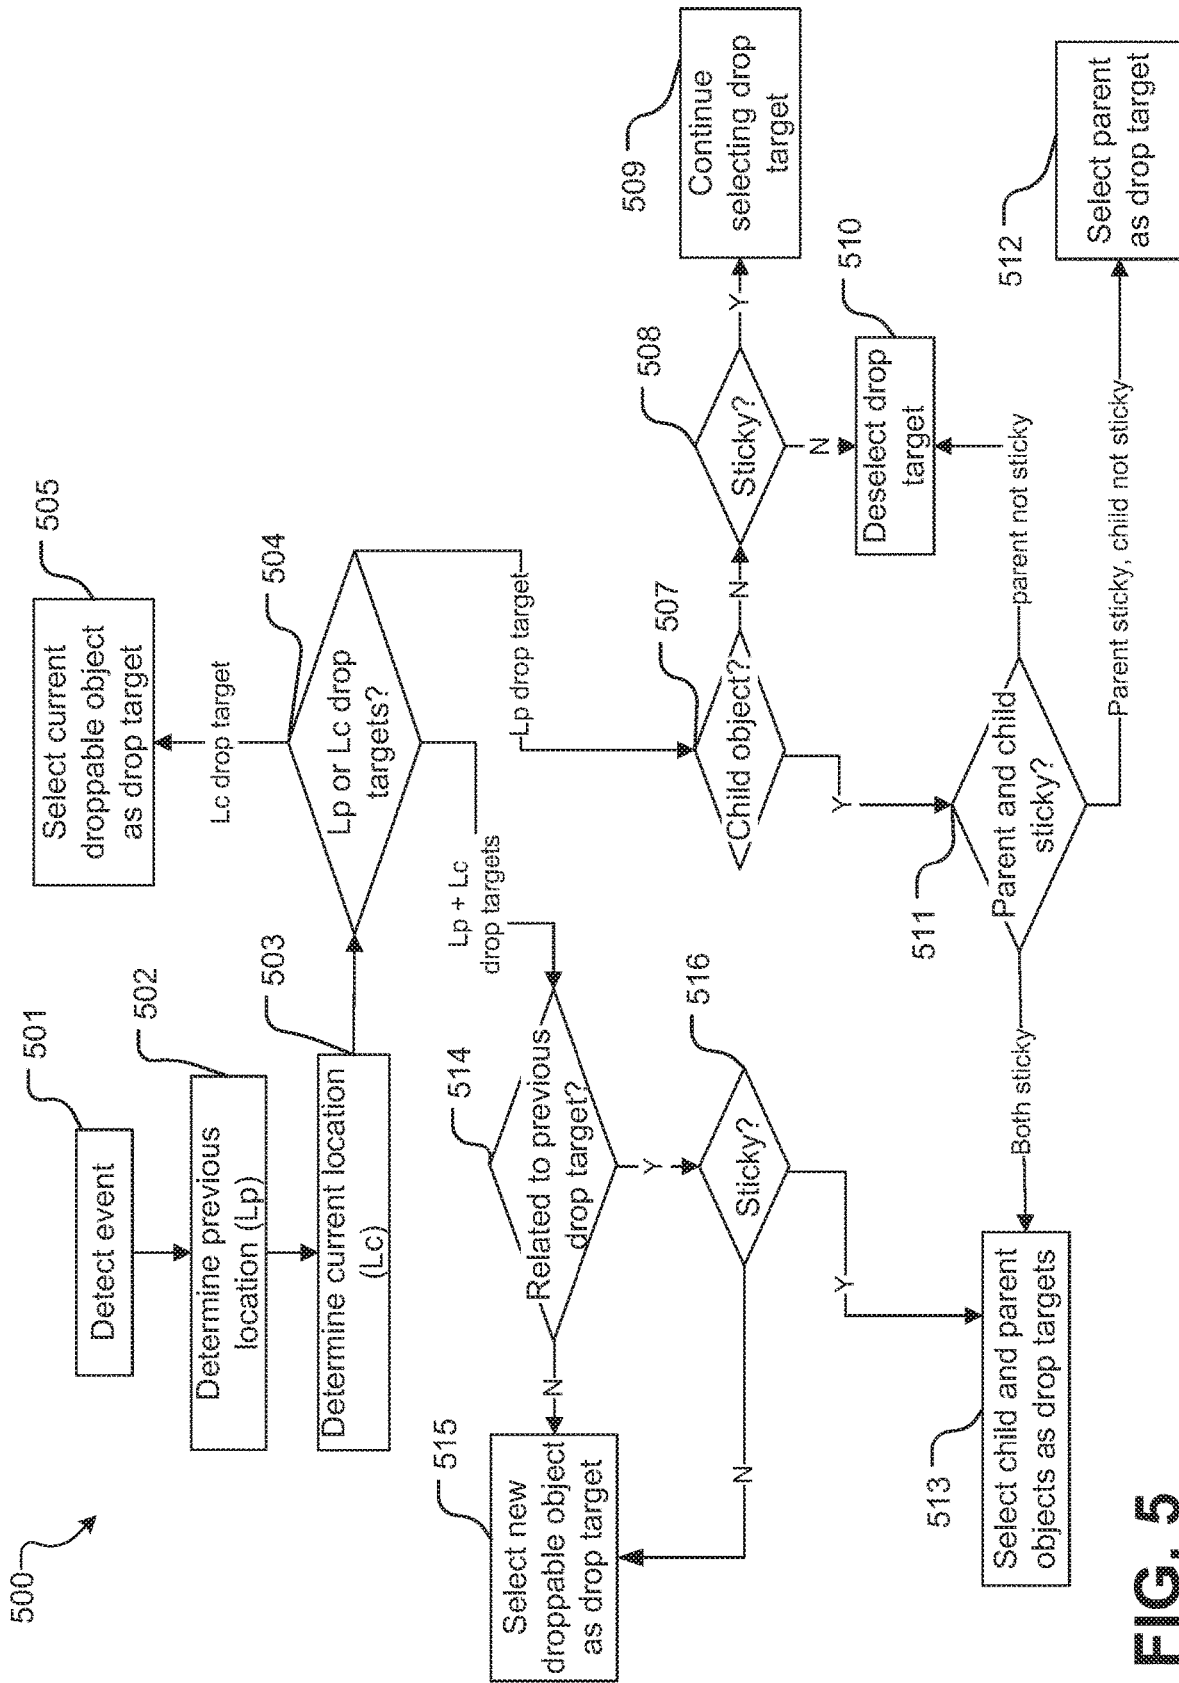 500
501
Detect event
502
Determine previous
location (Lp)
503
Determine current location
(Lc)
504
Lp or Lc drop
targets?
Lc drop target
505
Select current
droppable object
as drop target
Lp + Lc
drop targets
Lp drop target
514
Related to previous
drop target?
N
515
Select new
droppable object
as drop target
Y
516
Sticky?
N
Y
507
Child object?
N
508
Sticky?
Y
509
Continue
selecting drop
target
N
510
Deselect drop
target
Y
511
Parent and child
sticky?
parent not sticky
Parent sticky, child not sticky
512
Select parent
as drop target
Both sticky
513
Select child and parent
objects as drop targets
FIG. 5